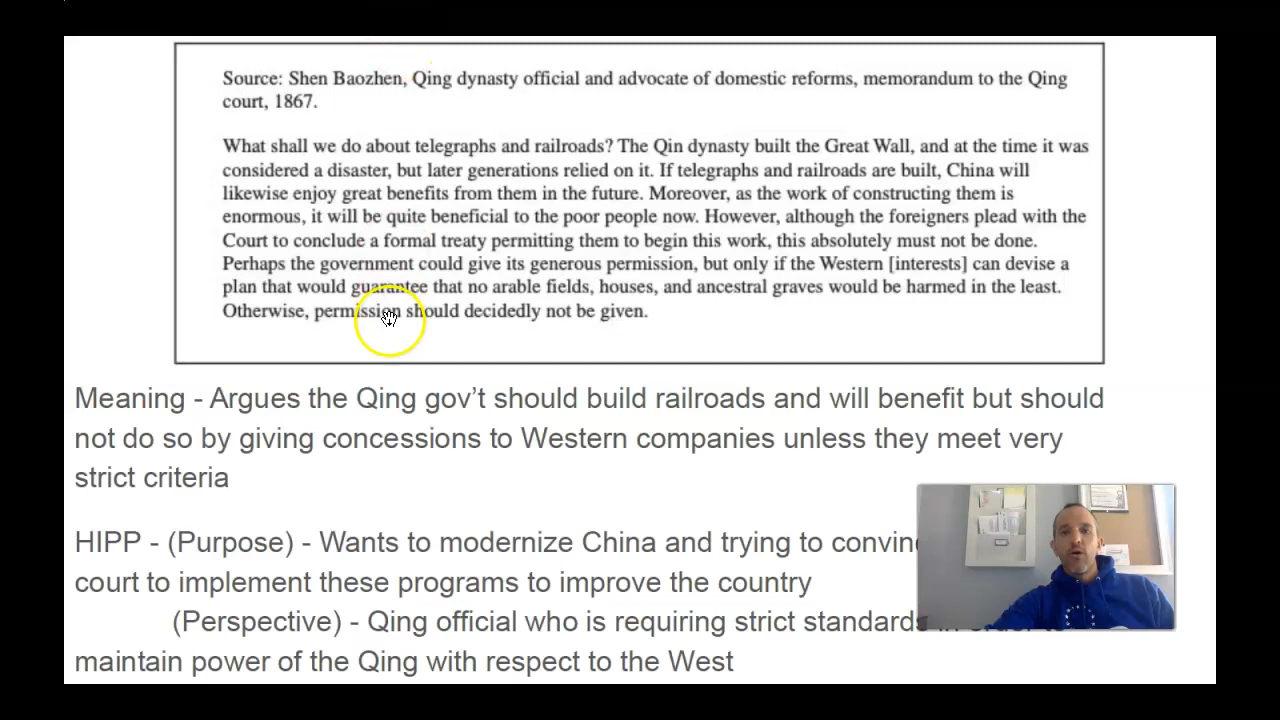 Source: Shen Baozhen, Qing dynasty official and advocate of domestic reforms, memorandum to the Qing
court, 1867.
What shall we do about telegraphs and railroads? The Qin dynasty built the Great Wall, and at the time it was
considered a disaster, but later generations relied on it. If telegraphs and railroads are built, China will
likewise enjoy great benefits from them in the future. Moreover, as the work of constructing them is
enormous, it will be quite beneficial to the poor people now. However, although the foreigners plead with the
Court to conclude a formal treaty permitting them to begin this work, this absolutely must not be done.
Perhaps the government could give its generous permission, but only if the Western [interests] can devise a
plan that would guarantee that no arable fields, houses, and ancestral graves would be harmed in the least.
Otherwise, permission should decidedly not be given.
Meaning - Argues the Qing gov't should build railroads and will benefit but should
not do so by giving concessions to Western companies unless they meet very
strict criteria
HIPP - (Purpose) - Wants to modernize China and trying to
court to implement these programs to improve the country
(Perspective) - Qing official who is requiring strict standards
maintain power of the Qing with respect to the West